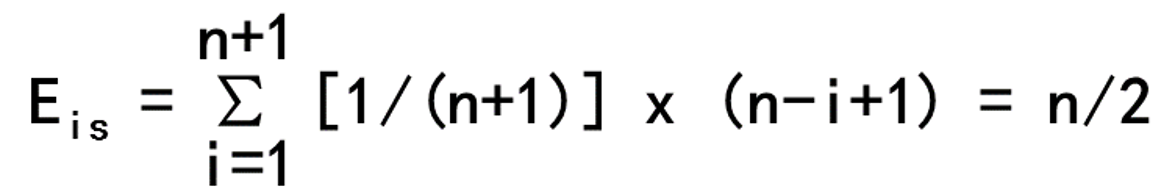 n+1
E_is = Σ [1/(n+1)] x (n-i+1) = n/2
i=1